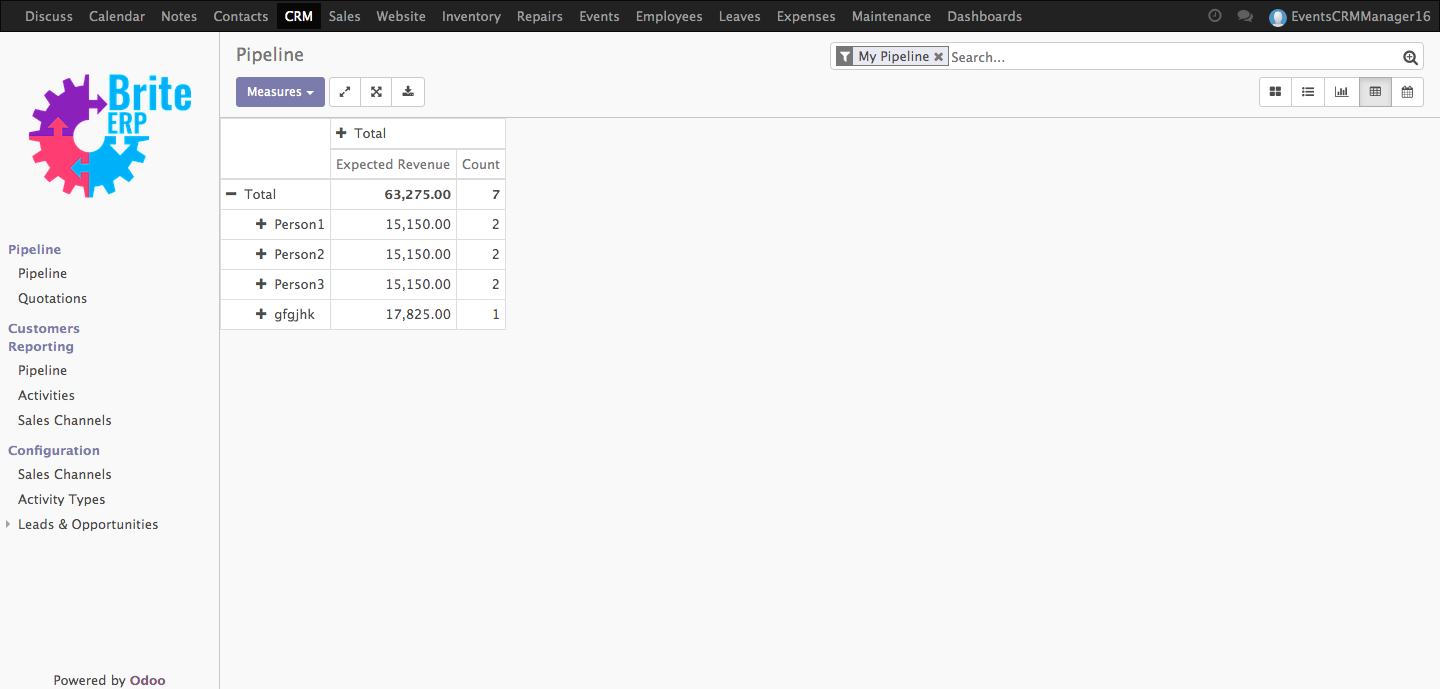 Discuss Calendar Notes Contacts CRM Sales Website Inventory Repairs Events Employees Leaves Expenses Maintenance Dashboards EventsCRMManager16
Brite
ERP
Pipeline
Pipeline
Quotations
Customers
Reporting
Pipeline
Activities
Sales Channels
Configuration
Sales Channels
Activity Types
Leads & Opportunities
Powered by Odoo
Pipeline
My Pipeline Search...
Measures
Total
Expected Revenue Count
Total 63,275.00 7
Person1 15,150.00 2
Person2 15,150.00 2
Person3 15,150.00 2
gfgjhk 17,825.00 1